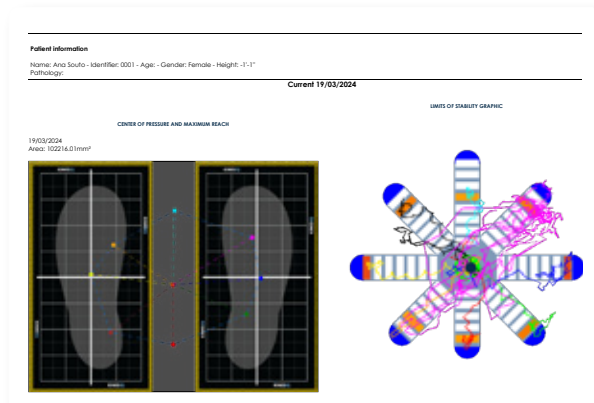 Patient information
Name: Ana Souto - Identifier: 0001 - Age: - Gender: Female - Height: -1'-1"
Pathology:
Current 19/03/2024
LIMITS OF STABILITY GRAPHIC
CENTER OF PRESSURE AND MAXIMUM REACH
19/03/2024
Area: 102216.01mm²